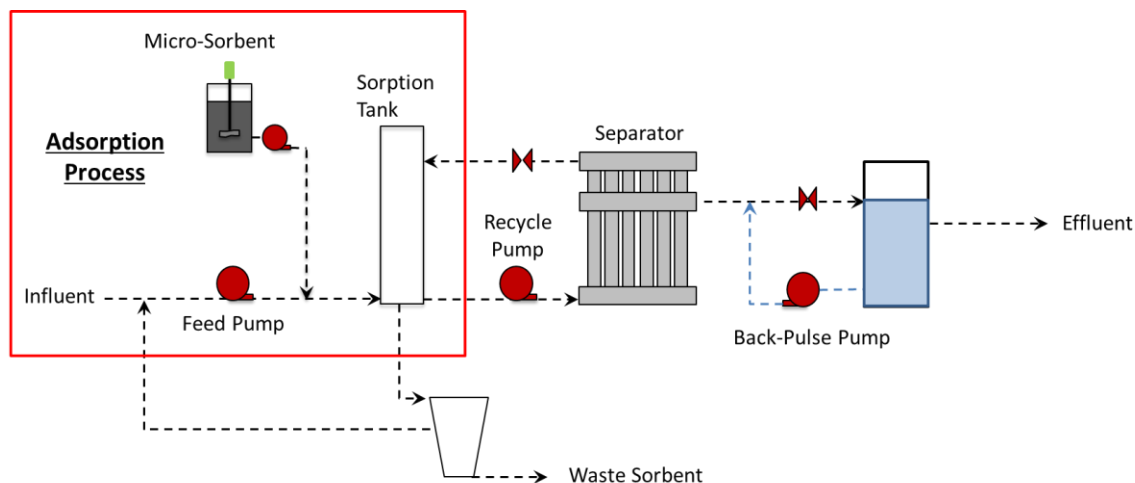 Micro-Sorbent
Sorption
Tank
Adsorption
Process
Separator
Recycle
Pump
Influent
Feed Pump
Effluent
Back-Pulse Pump
Waste Sorbent